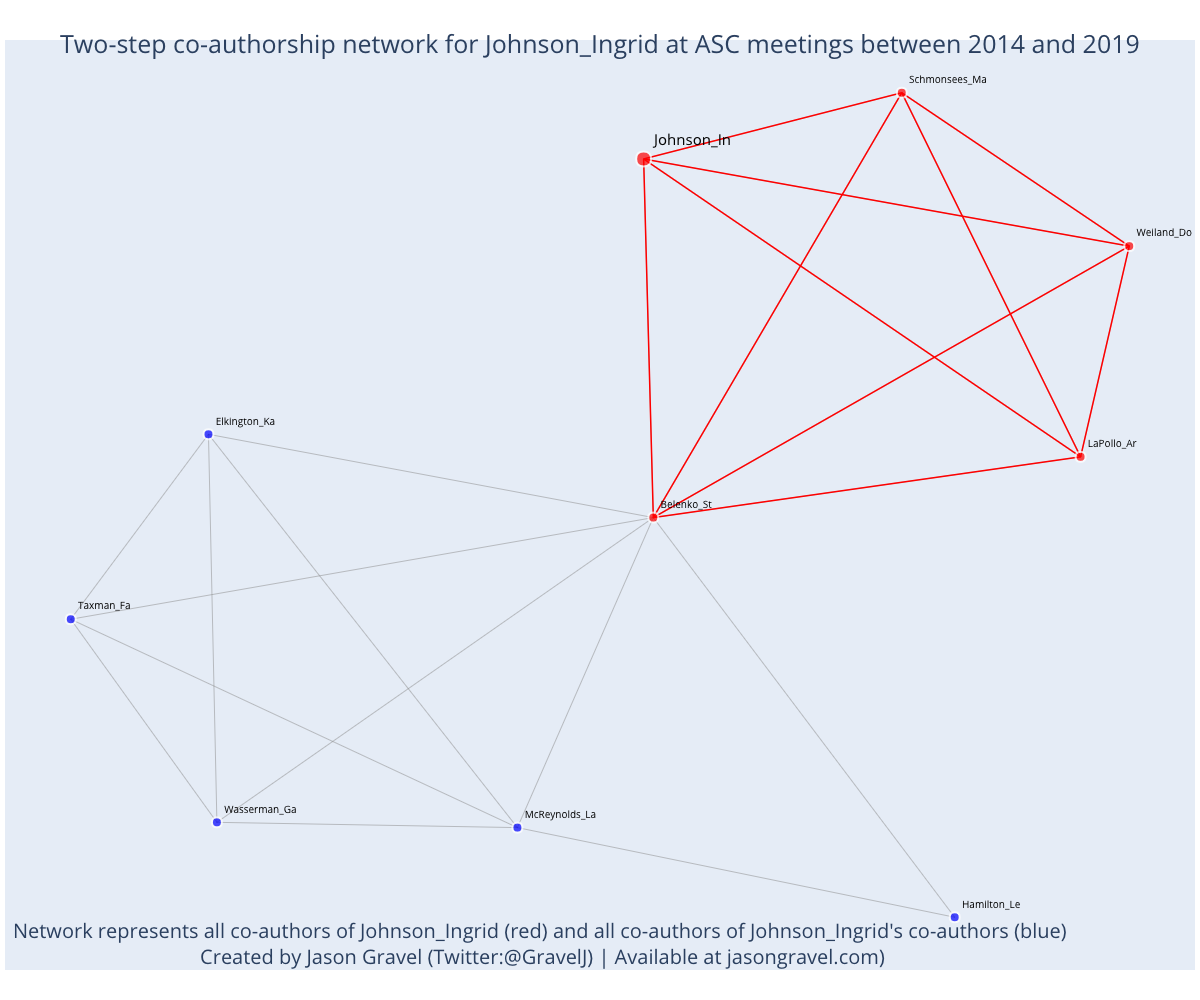 Two-step co-authorship network for Johnson_Ingrid at ASC meetings between 2014 and 2019
Schmonsees_Ma
Johnson_In
Weiland_Do
Elkington_Ka
LaPollo_Ar
Belenko_St
Taxman_Fa
Wasserman_Ga
McReynolds_La
Hamilton_Le
Network represents all co-authors of Johnson_Ingrid (red) and all co-authors of Johnson_Ingrid's co-authors (blue)
Created by Jason Gravel (Twitter:@GravelJ) | Available at jasongravel.com)